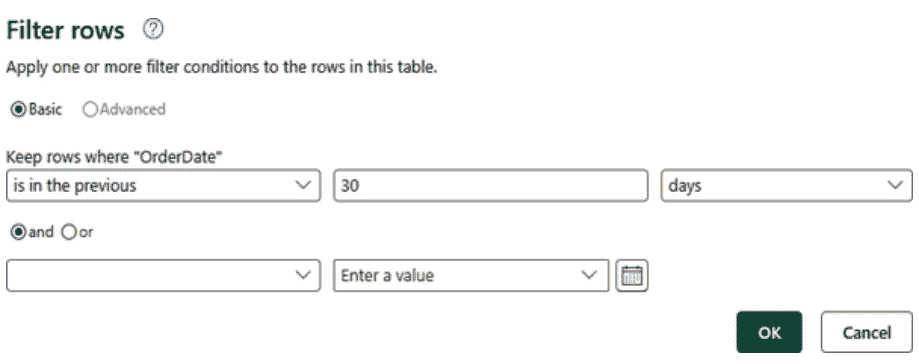 Filter rows ?
Apply one or more filter conditions to the rows in this table.
Basic Advanced
Keep rows where "OrderDate"
is in the previous 30 days
and or
Enter a value
OK Cancel